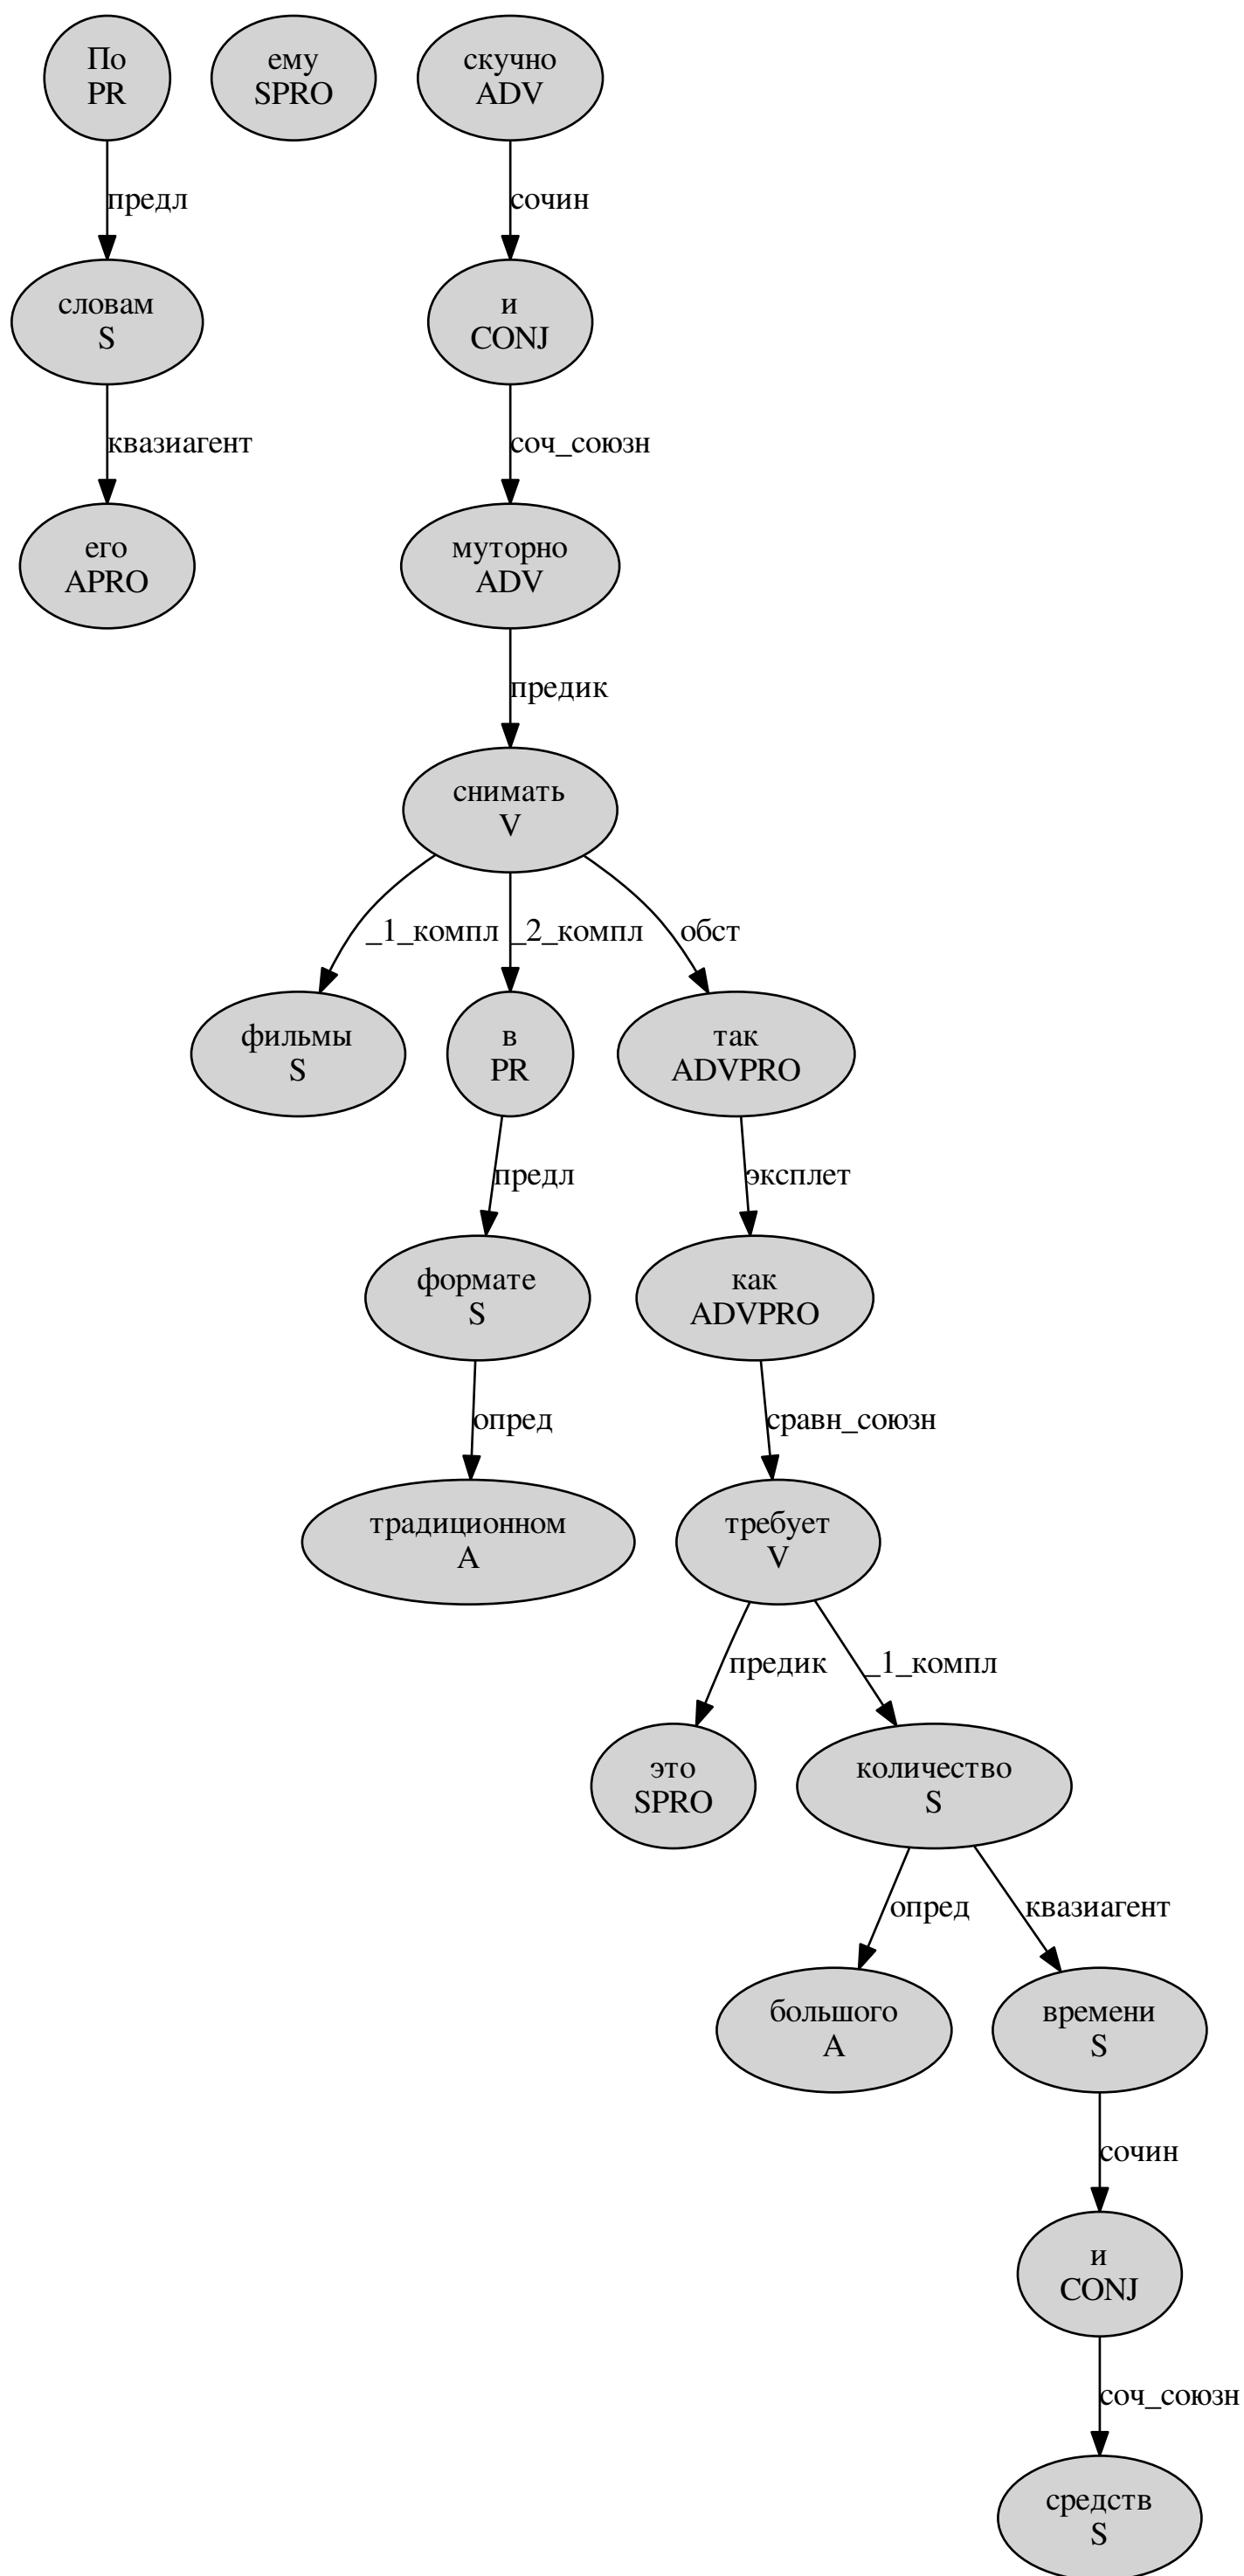 По
PR
ему
SPRO
скучно
ADV
предл
сочин
словам
S
и
CONJ
квазиагент
соч_союзн
его
APRO
муторно
ADV
предик
снимать
V
_1_компл
_2_компл
обст
фильмы
S
в
PR
так
ADVPRO
предл
эксплет
формате
S
как
ADVPRO
опред
сравн_союзн
традиционном
A
требует
V
предик
_1_компл
это
SPRO
количество
S
опред
квазиагент
большого
A
времени
S
сочин
и
CONJ
соч_союзн
средств
S